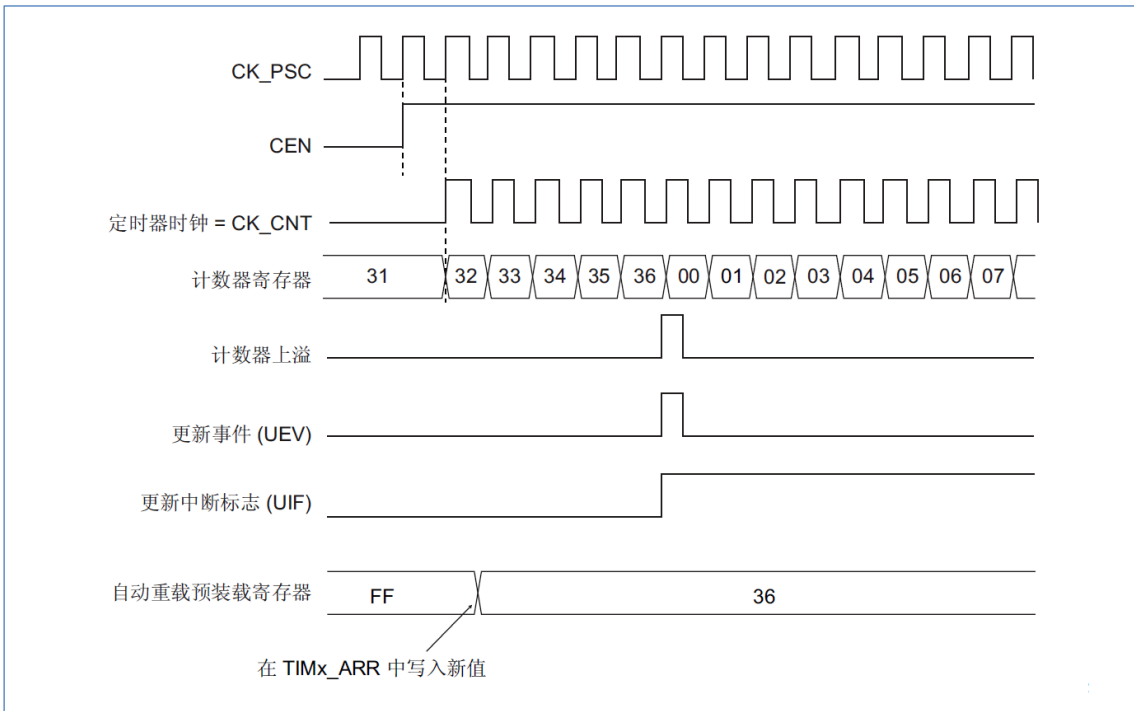 CK_PSC
CEN
定时器时钟 = CK_CNT
计数器寄存器 31 32 33 34 35 36 00 01 02 03 04 05 06 07
计数器上溢
更新事件 (UEV)
更新中断标志 (UIF)
自动重载预装载寄存器 FF 36
在 TIMx_ARR 中写入新值